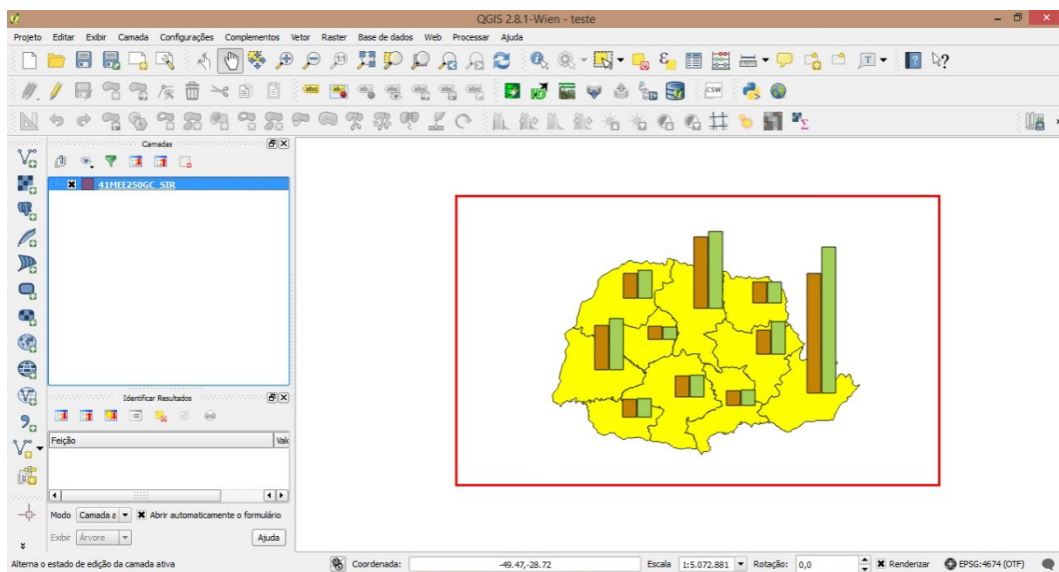 QGIS 2.8.1-Wien - teste
Projeto Editar Exibir Camada Configurações Complementos Vetor Raster Base de dados Web Processar Ajuda
abc
CSW
Camadas
41MEE250GC_SIR
Identificar Resultados
Feição
Modo Camada a Abrir automaticamente o formulário
Exibir Árvore Ajuda
Alterna o estado de edição da camada ativa Coordenada: -49.47,-28.72 Escala 1:5.072.881 Rotação: 0,0 Renderizar EPSG:4674 (OTF)